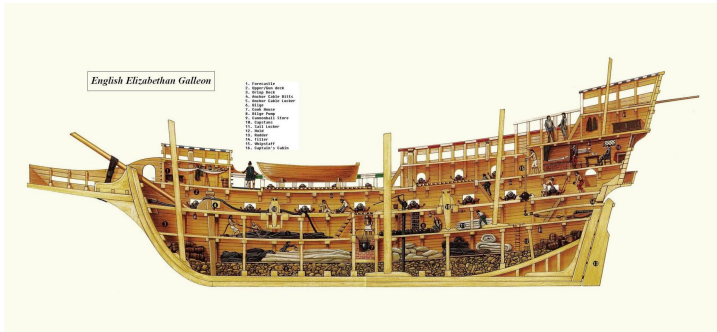 English Elizabethan Galleon
1. Forecastle
2. Upper/Gun deck
3. Orlop Deck
4. Anchor Cable Bitts
5. Anchor Cable Locker
6. Bilge
7. Cook House
8. Bilge Pump
9. Cannonball Store
10. Capstans
11. Sail Locker
12. Hold
13. Rudder
14. Tiller
15. Whipstaff
16. Captain's Cabin